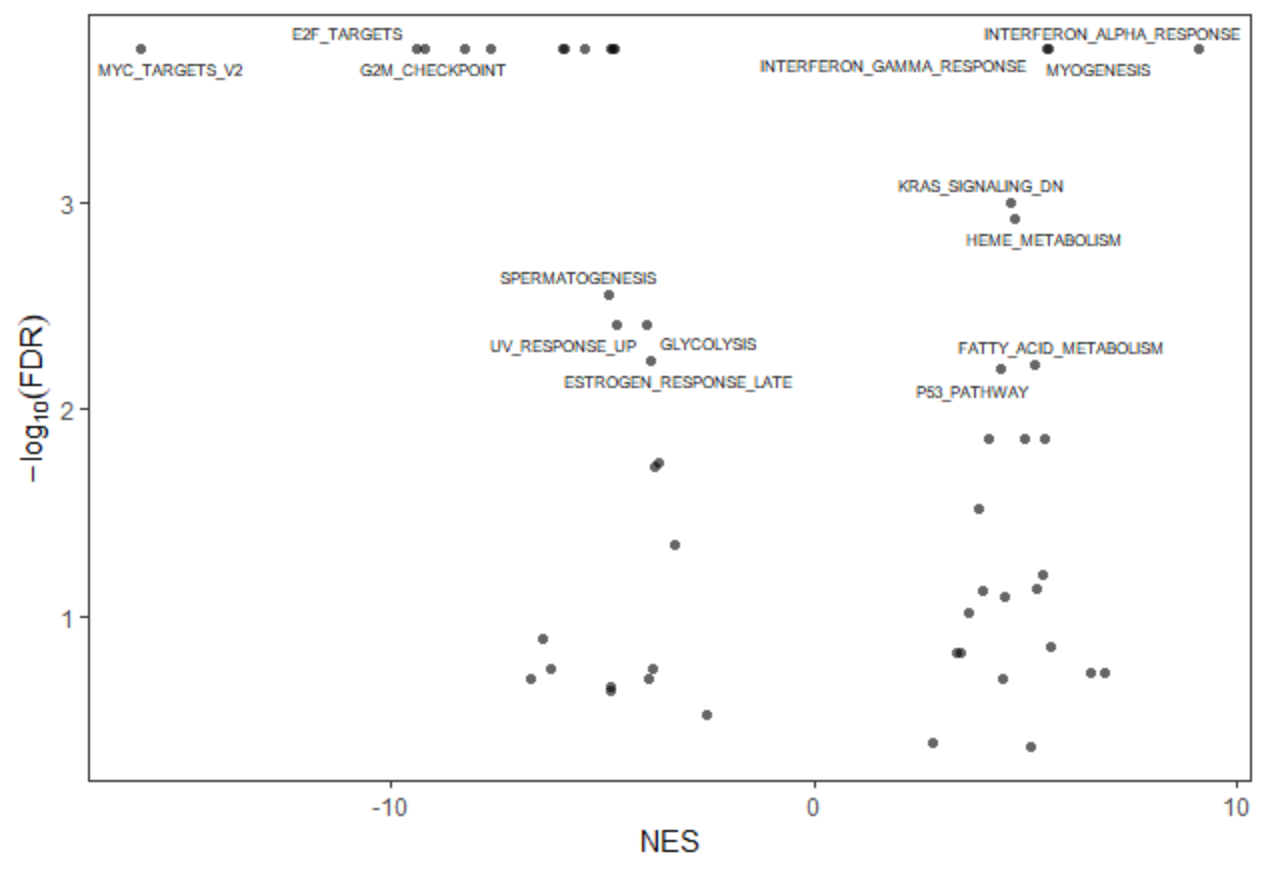 E2F_TARGETS
INTERFERON_ALPHA_RESPONSE
MYC_TARGETS_V2
G2M_CHECKPOINT
INTERFERON_GAMMA_RESPONSE
MYOGENESIS
KRAS_SIGNALING_DN
3
HEME_METABOLISM
SPERMATOGENESIS
UV_RESPONSE_UP
GLYCOLYSIS
FATTY_ACID_METABOLISM
ESTROGEN_RESPONSE_LATE
P53_PATHWAY
2
1
−log₁₀(FDR)
-10
0
10
NES